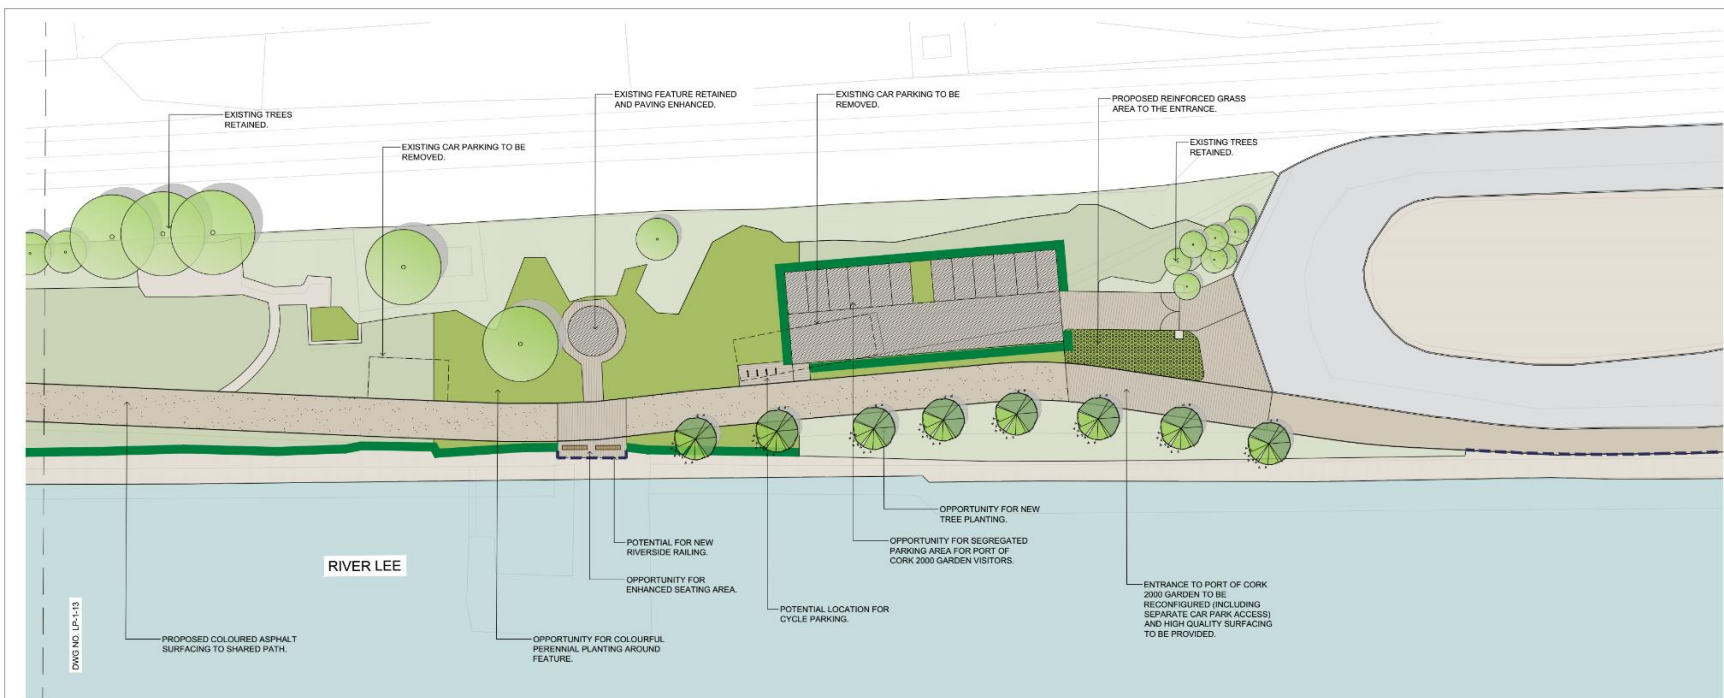 EXISTING TREES
RETAINED.
EXISTING CAR PARKING TO BE
REMOVED.
EXISTING FEATURE RETAINED
AND PAVING ENHANCED.
EXISTING CAR PARKING TO BE
REMOVED.
PROPOSED REINFORCED GRASS
AREA TO THE ENTRANCE.
EXISTING TREES
RETAINED.
RIVER LEE
DWG NO. LP-1-13
PROPOSED COLOURED ASPHALT
SURFACING TO SHARED PATH.
OPPORTUNITY FOR COLOURFUL
PERENNIAL PLANTING AROUND
FEATURE.
POTENTIAL FOR NEW
RIVERSIDE RAILING.
OPPORTUNITY FOR
ENHANCED SEATING AREA.
POTENTIAL LOCATION FOR
CYCLE PARKING.
OPPORTUNITY FOR NEW
TREE PLANTING.
OPPORTUNITY FOR SEGREGATED
PARKING AREA FOR PORT OF
CORK 2000 GARDEN VISITORS.
ENTRANCE TO PORT OF CORK
2000 GARDEN TO BE
RECONFIGURED (INCLUDING
SEPARATE CAR PARK ACCESS)
AND HIGH QUALITY SURFACING
TO BE PROVIDED.